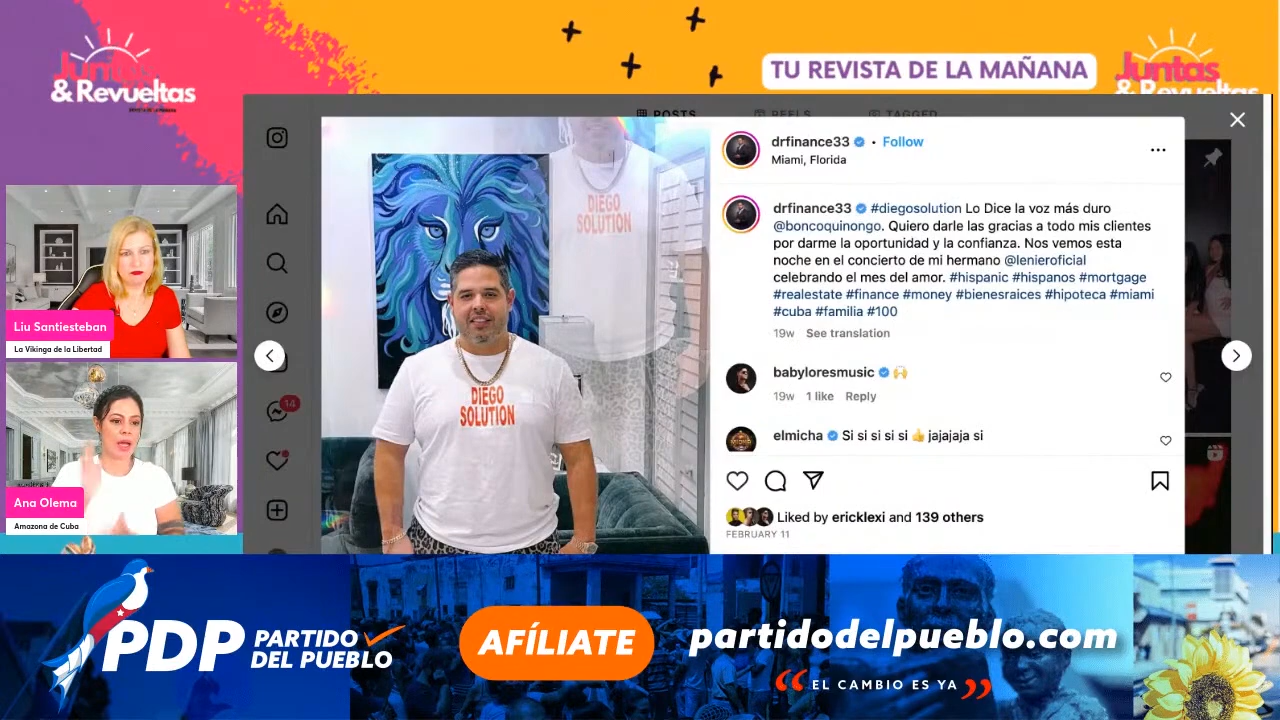 Juntas
& Revueltas
REVISTA DE LA MAÑANA
TU REVISTA DE LA MAÑANA
Juntas
& Revueltas
POSTS
REELS
TAGGED
DIEGO
SOLUTION
DIEGO
SOLUTION
drfinance33 • Follow
Miami, Florida
drfinance33 #diegosolution Lo Dice la voz más duro
@boncoquinongo. Quiero darle las gracias a todo mis clientes
por darme la oportunidad y la confianza. Nos vemos esta
noche en el concierto de mi hermano @lenieroficial
celebrando el mes del amor. #hispanic #hispanos #mortgage
#realestate #finance #money #bienesraices #hipoteca #miami
#cuba #familia #100
19w See translation
babyloresmusic 🙌
19w 1 like Reply
elmicha Si si si si si 👍 jajajaja si
Liked by ericklexi and 139 others
FEBRUARY 11
14
Liu Santiesteban
La Vikinga de la Libertad
Ana Olema
Amazona de Cuba
PDP PARTIDO
DEL PUEBLO
AFÍLIATE
partidodelpueblo.com
“ EL CAMBIO ES YA ”